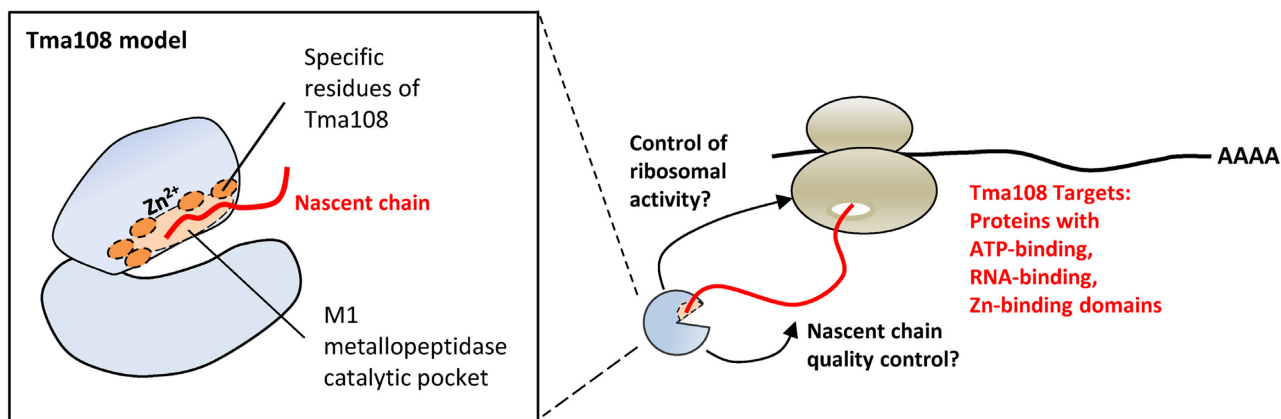 Tma108 model
Specific
residues of
Tma108
Zn2+
Nascent chain
M1
metallopeptidase
catalytic pocket
Control of
ribosomal
activity?
AAAA
Tma108 Targets:
Proteins with
ATP-binding,
RNA-binding,
Zn-binding domains
Nascent chain
quality control?